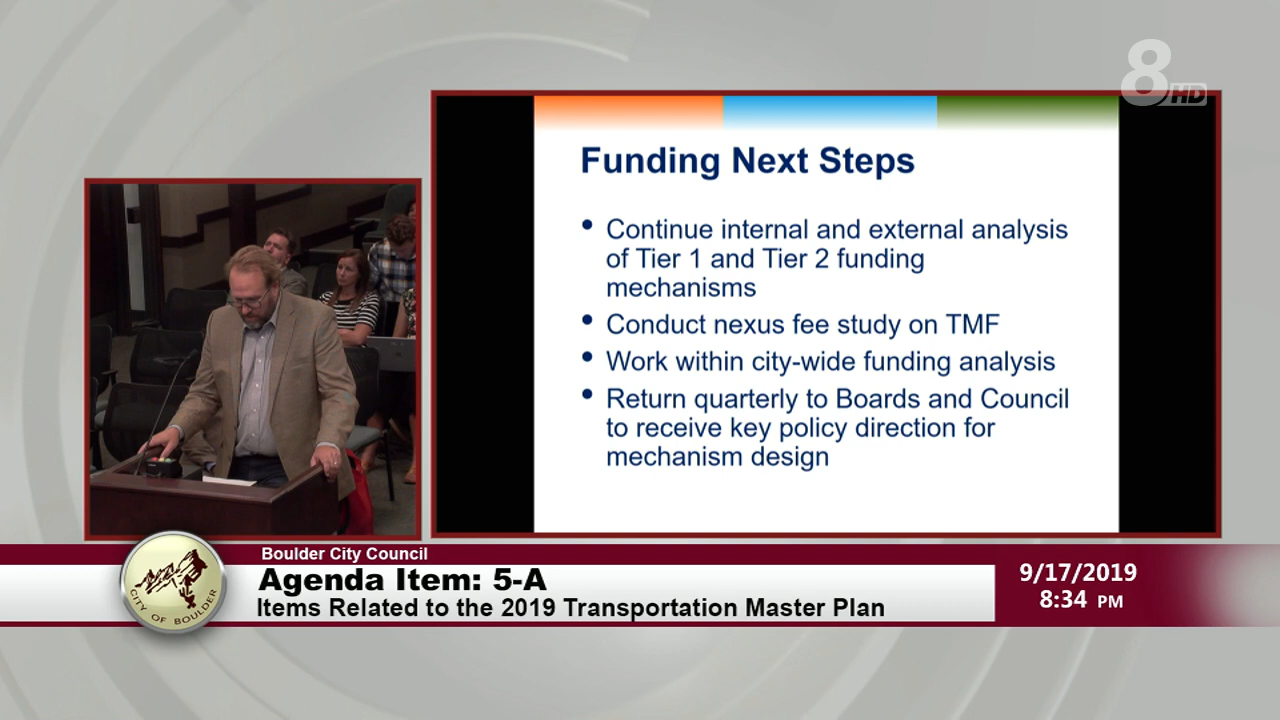 8 HD
Funding Next Steps
• Continue internal and external analysis
of Tier 1 and Tier 2 funding
mechanisms
• Conduct nexus fee study on TMF
• Work within city-wide funding analysis
• Return quarterly to Boards and Council
to receive key policy direction for
mechanism design
Boulder City Council
Agenda Item: 5-A
Items Related to the 2019 Transportation Master Plan
9/17/2019
8:34 PM
CITY OF BOULDER